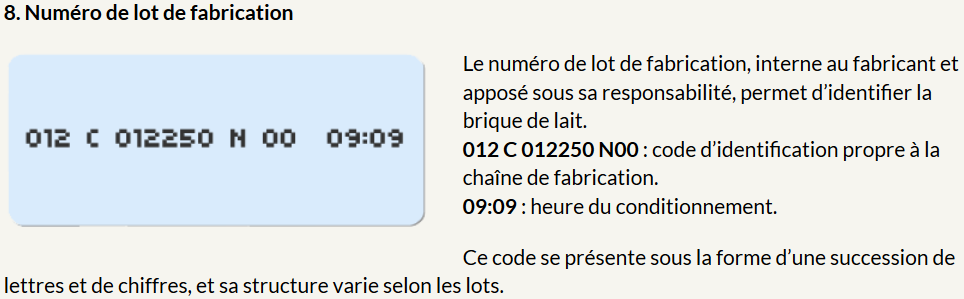 8. Numéro de lot de fabrication
012 C 012250 N 00 09:09
Le numéro de lot de fabrication, interne au fabricant et
apposé sous sa responsabilité, permet d’identifier la
brique de lait.
012 C 012250 N00 : code d’identification propre à la
chaîne de fabrication.
09:09 : heure du conditionnement.
Ce code se présente sous la forme d’une succession de
lettres et de chiffres, et sa structure varie selon les lots.